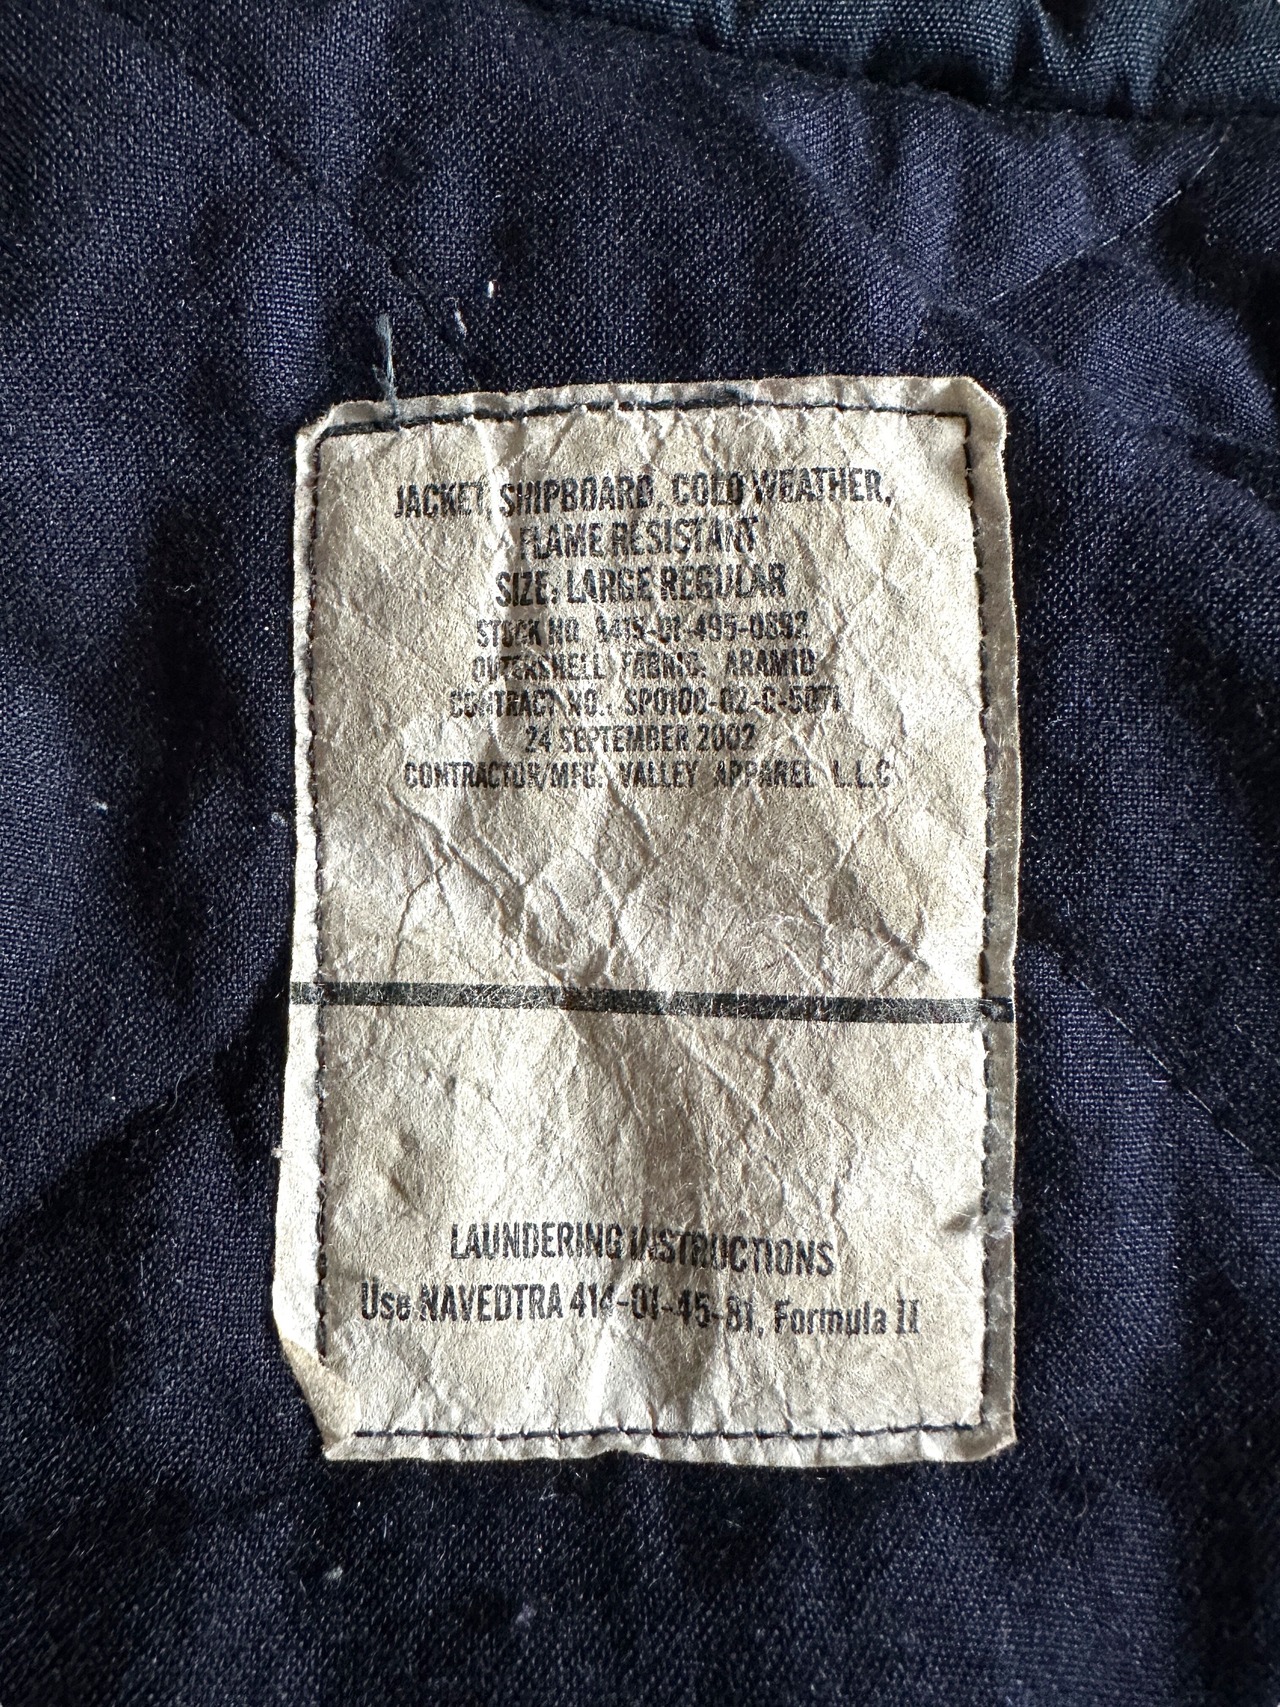 JACKET, SHIPBOARD, COLD WEATHER,
FLAME RESISTANT
SIZE: LARGE REGULAR
STOCK NO. 8415-01-495-0892
OUTERSHELL FABRIC: ARAMID
CONTRACT NO.: SP0100-02-C-5071
24 SEPTEMBER 2002
CONTRACTOR/MFG: VALLEY APPAREL L.L.C
LAUNDERING INSTRUCTIONS
Use NAVEDTRA 414-01-45-81, Formula II